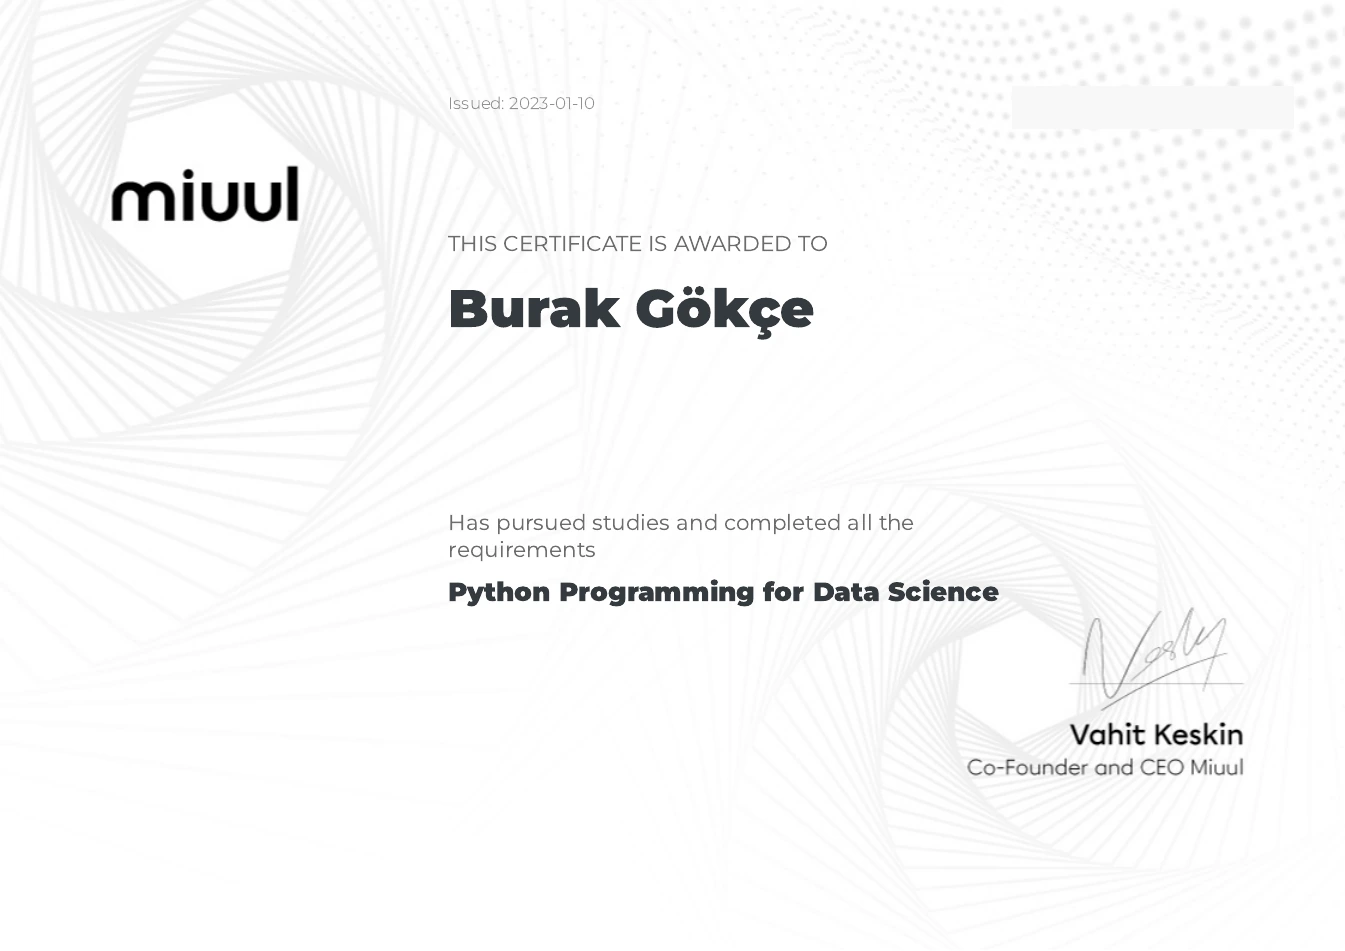 Issued: 2023-01-10
miuul
THIS CERTIFICATE IS AWARDED TO
Burak Gökçe
Has pursued studies and completed all the
requirements
Python Programming for Data Science
Vahit Keskin
Co-Founder and CEO Miuul